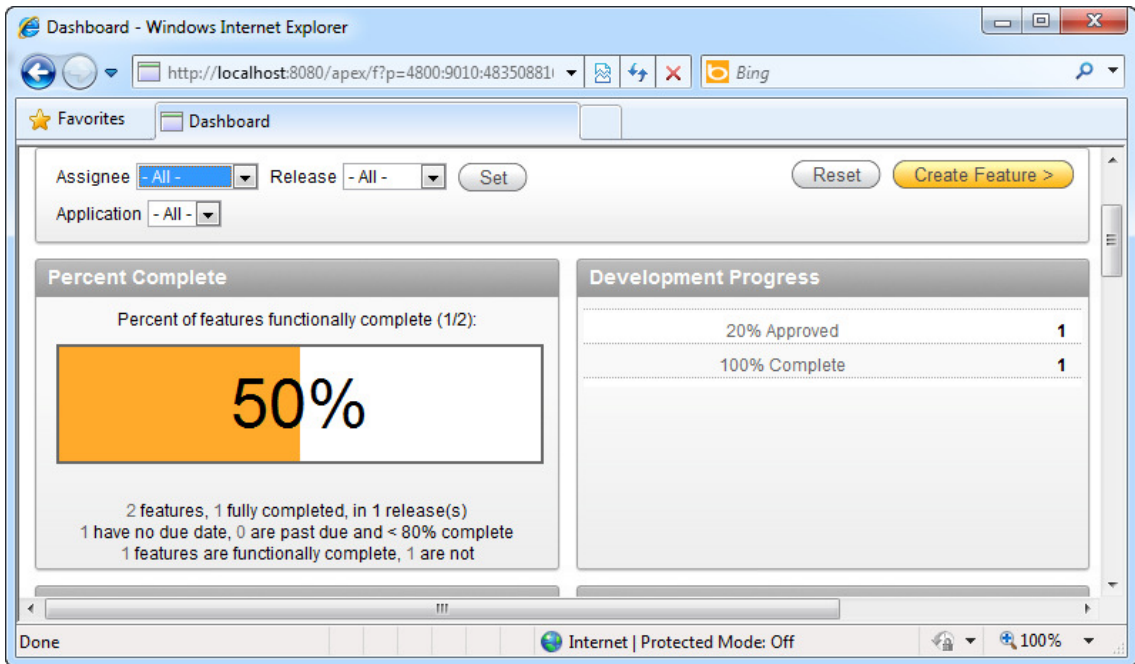 Dashboard - Windows Internet Explorer
http://localhost:8080/apex/f?p=4800:9010:48350881
Bing
Favorites
Dashboard
Assignee - All - Release - All - Set Reset Create Feature >
Application - All -
Percent Complete
Percent of features functionally complete (1/2):
50%
2 features, 1 fully completed, in 1 release(s)
1 have no due date, 0 are past due and < 80% complete
1 features are functionally complete, 1 are not
Development Progress
20% Approved 1
100% Complete 1
Done Internet | Protected Mode: Off 100%